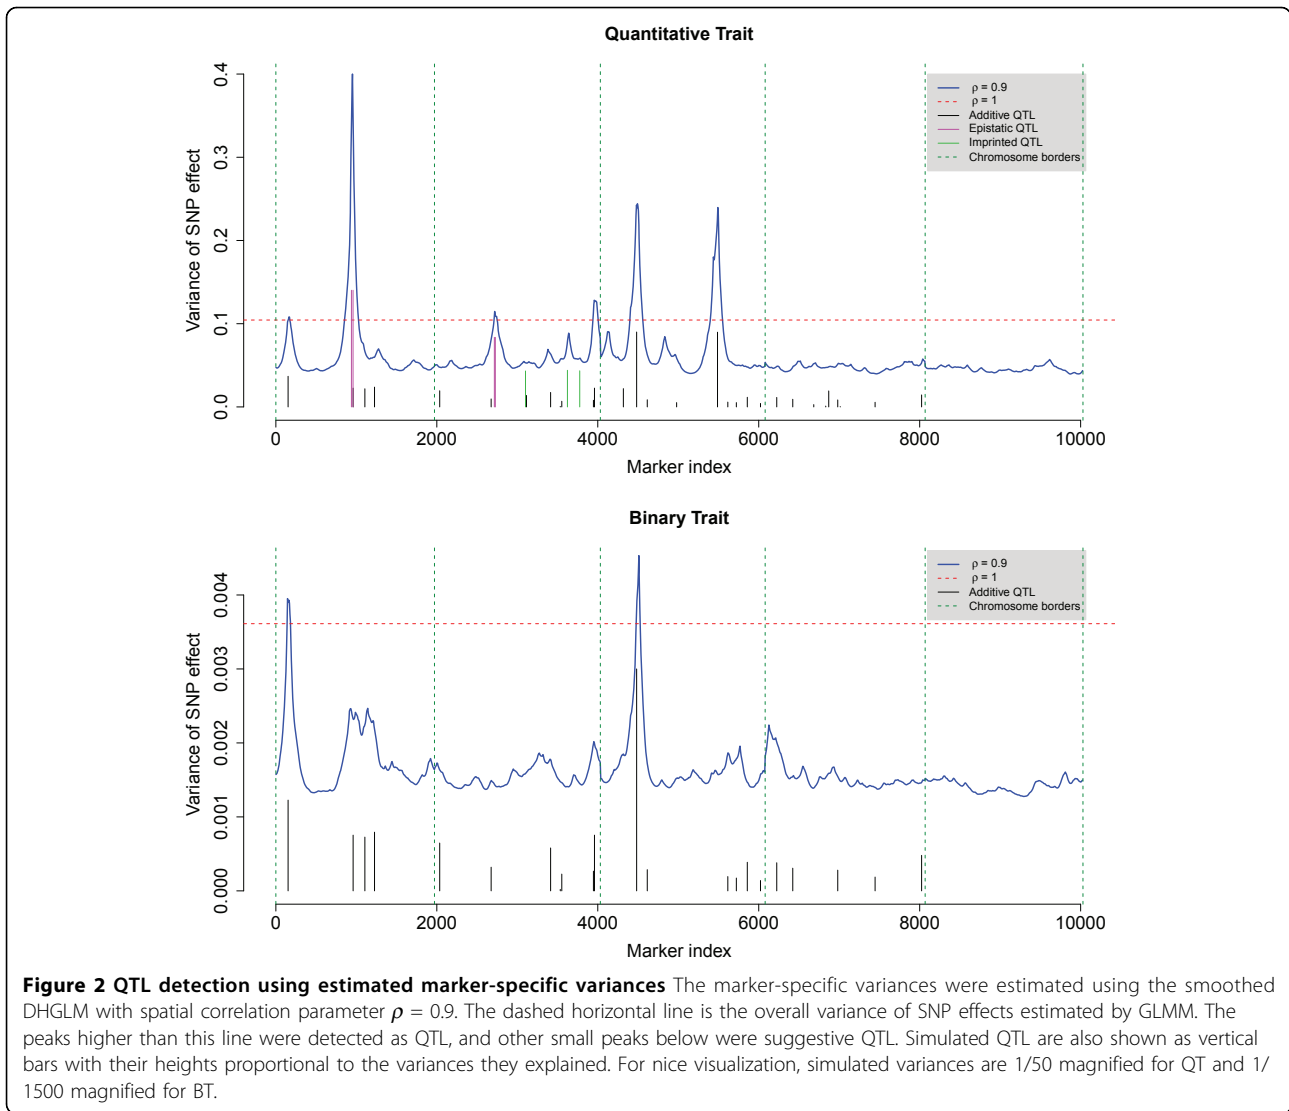 Quantitative Trait
Variance of SNP effect
0.0
0.1
0.2
0.3
0.4
ρ = 0.9
ρ = 1
Additive QTL
Epistatic QTL
Imprinted QTL
Chromosome borders
0 2000 4000 6000 8000 10000
Marker index
Binary Trait
Variance of SNP effect
0.000
0.001
0.002
0.003
0.004
ρ = 0.9
ρ = 1
Additive QTL
Chromosome borders
0 2000 4000 6000 8000 10000
Marker index
Figure 2 QTL detection using estimated marker-specific variances The marker-specific variances were estimated using the smoothed
DHGLM with spatial correlation parameter ρ = 0.9. The dashed horizontal line is the overall variance of SNP effects estimated by GLMM. The
peaks higher than this line were detected as QTL, and other small peaks below were suggestive QTL. Simulated QTL are also shown as vertical
bars with their heights proportional to the variances they explained. For nice visualization, simulated variances are 1/50 magnified for QT and 1/
1500 magnified for BT.